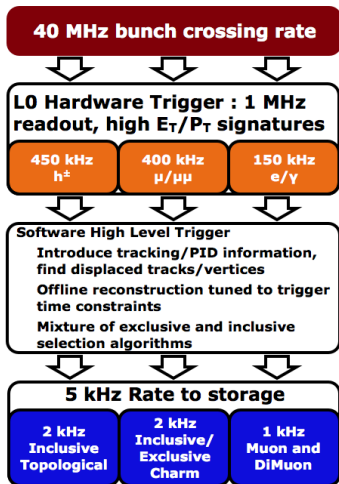 40 MHz bunch crossing rate
L0 Hardware Trigger : 1 MHz
readout, high E_T/P_T signatures
450 kHz
h±
400 kHz
μ/μμ
150 kHz
e/γ
Software High Level Trigger
Introduce tracking/PID information,
find displaced tracks/vertices
Offline reconstruction tuned to trigger
time constraints
Mixture of exclusive and inclusive
selection algorithms
5 kHz Rate to storage
2 kHz
Inclusive
Topological
2 kHz
Inclusive/
Exclusive
Charm
1 kHz
Muon and
DiMuon